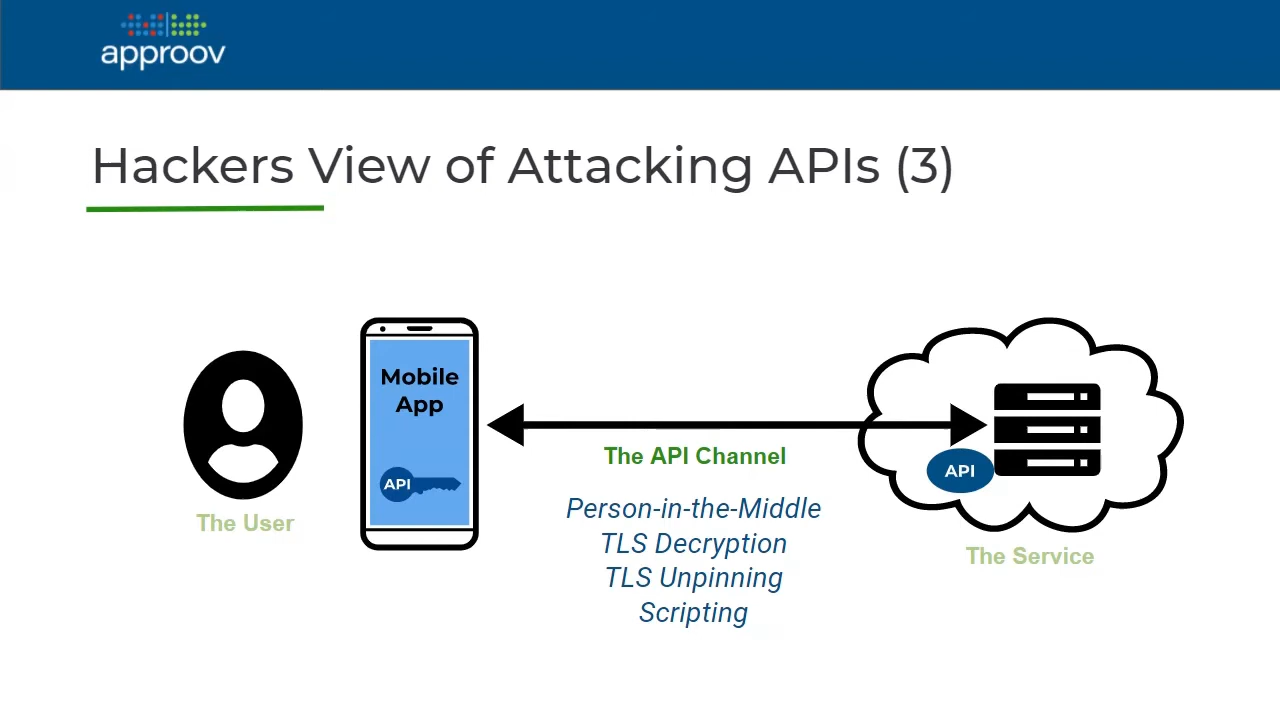 approov
Hackers View of Attacking APIs (3)
Mobile
App
API
The User
The API Channel
Person-in-the-Middle
TLS Decryption
TLS Unpinning
Scripting
API
The Service